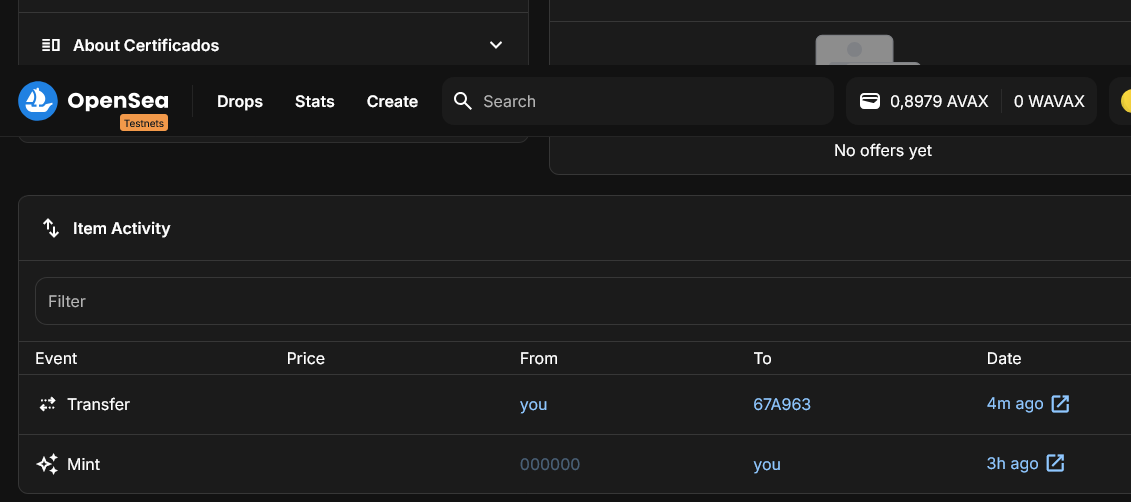 About Certificados
OpenSea
Testnets
Drops
Stats
Create
Search
0,8979 AVAX
0 WAVAX
No offers yet
Item Activity
Filter
Event Price From To Date
Transfer you 67A963 4m ago
Mint 000000 you 3h ago